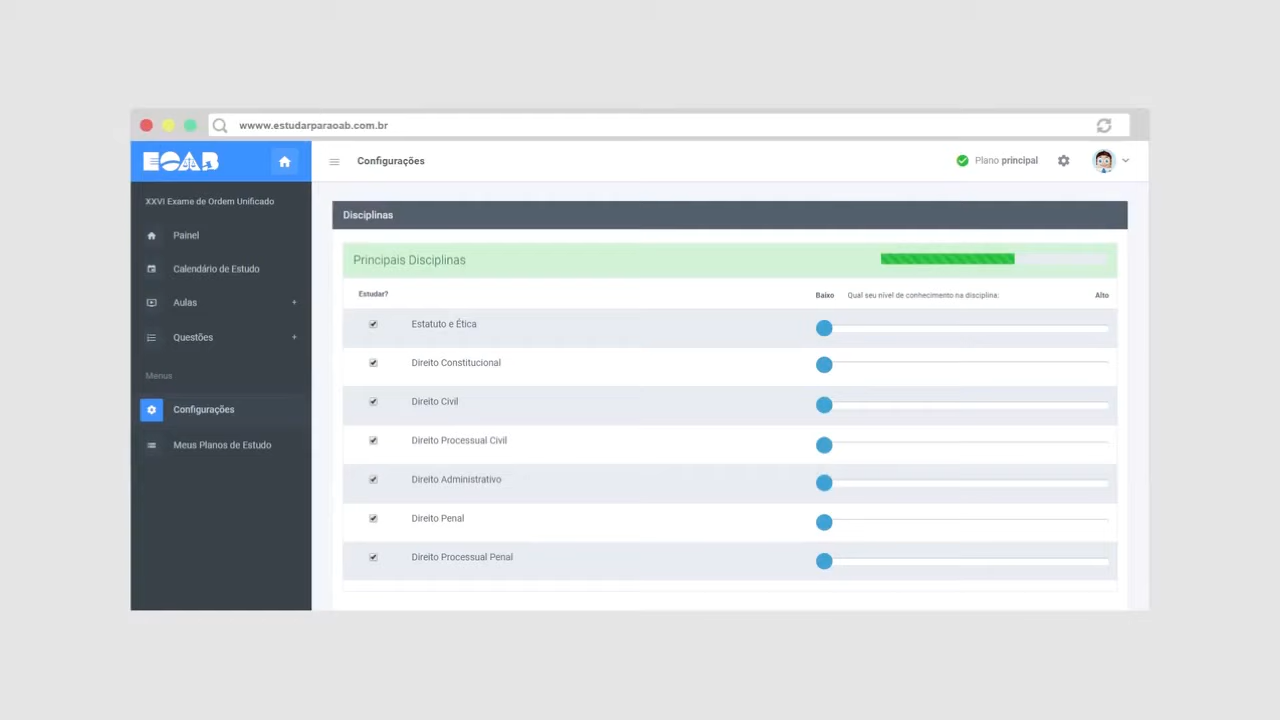 wwww.estudarparaoab.com.br
EOAB
Configurações
Plano principal
XXVI Exame de Ordem Unificado
Painel
Calendário de Estudo
Aulas +
Questões +
Menus
Configurações
Meus Planos de Estudo
Disciplinas
Principais Disciplinas
Estudar?
Baixo Qual seu nível de conhecimento na disciplina: Alto
Estatuto e Ética
Direito Constitucional
Direito Civil
Direito Processual Civil
Direito Administrativo
Direito Penal
Direito Processual Penal